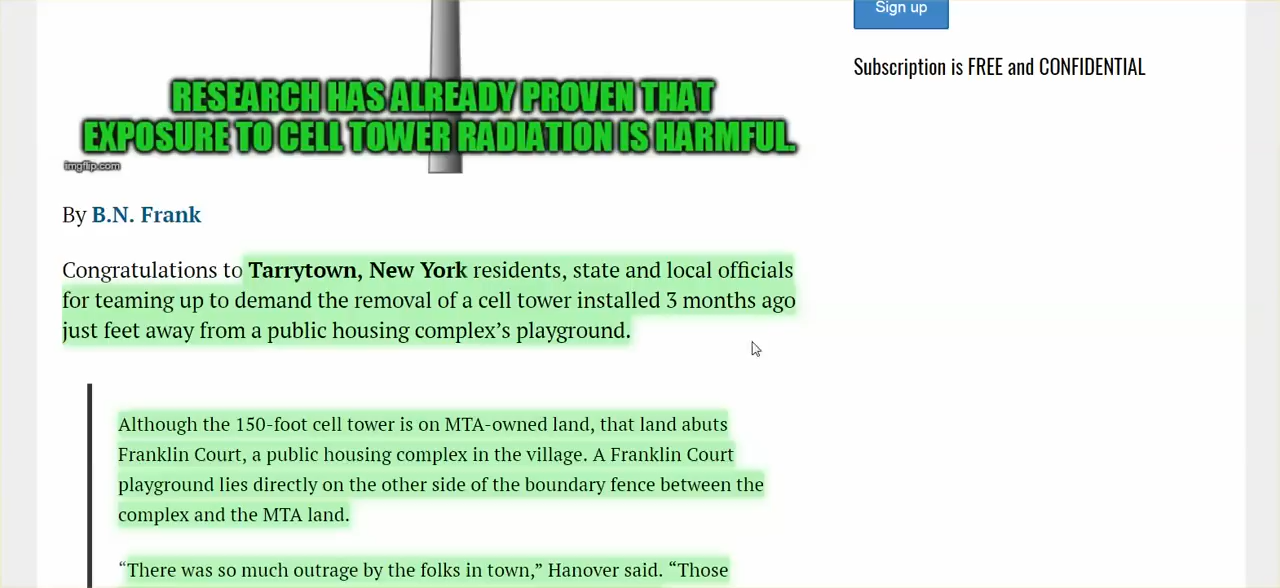 Sign up
Subscription is FREE and CONFIDENTIAL
RESEARCH HAS ALREADY PROVEN THAT
EXPOSURE TO CELL TOWER RADIATION IS HARMFUL.
imgflip.com
By B.N. Frank
Congratulations to Tarrytown, New York residents, state and local officials
for teaming up to demand the removal of a cell tower installed 3 months ago
just feet away from a public housing complex’s playground.
Although the 150-foot cell tower is on MTA-owned land, that land abuts
Franklin Court, a public housing complex in the village. A Franklin Court
playground lies directly on the other side of the boundary fence between the
complex and the MTA land.
“There was so much outrage by the folks in town,” Hanover said. “Those